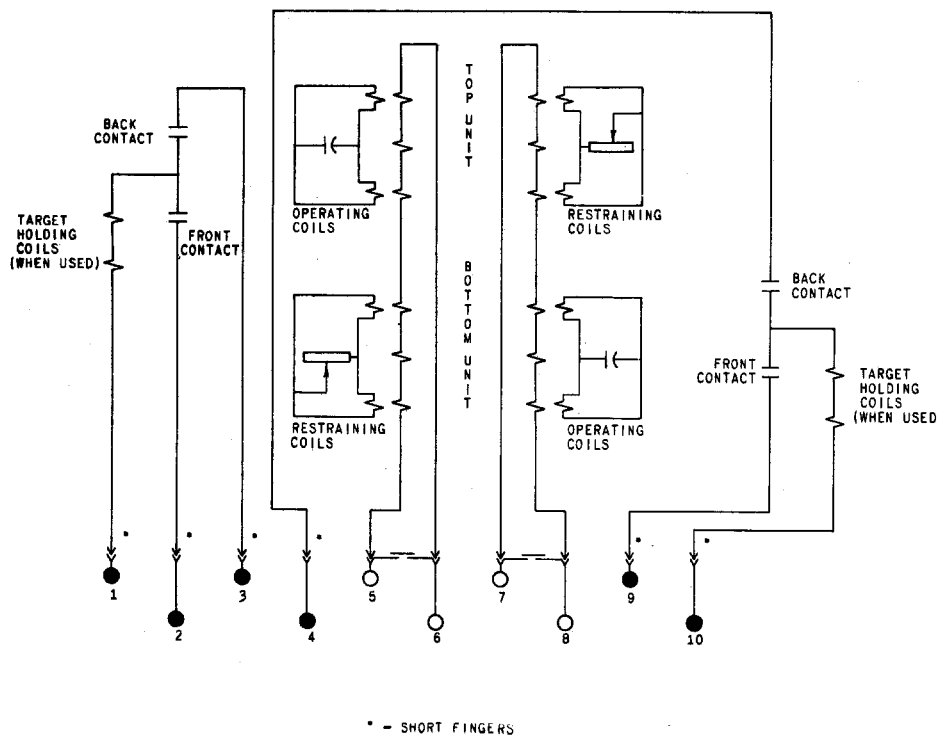 BACK
CONTACT
TARGET
HOLDING
COILS
(WHEN USED)
FRONT
CONTACT
OPERATING
COILS
RESTRAINING
COILS
TOP UNIT
BOTTOM UNIT
RESTRAINING
COILS
OPERATING
COILS
BACK
CONTACT
FRONT
CONTACT
TARGET
HOLDING
COILS
(WHEN USED
* * * * * *
1 2 3 4 5 6 7 8 9 10
* - SHORT FINGERS